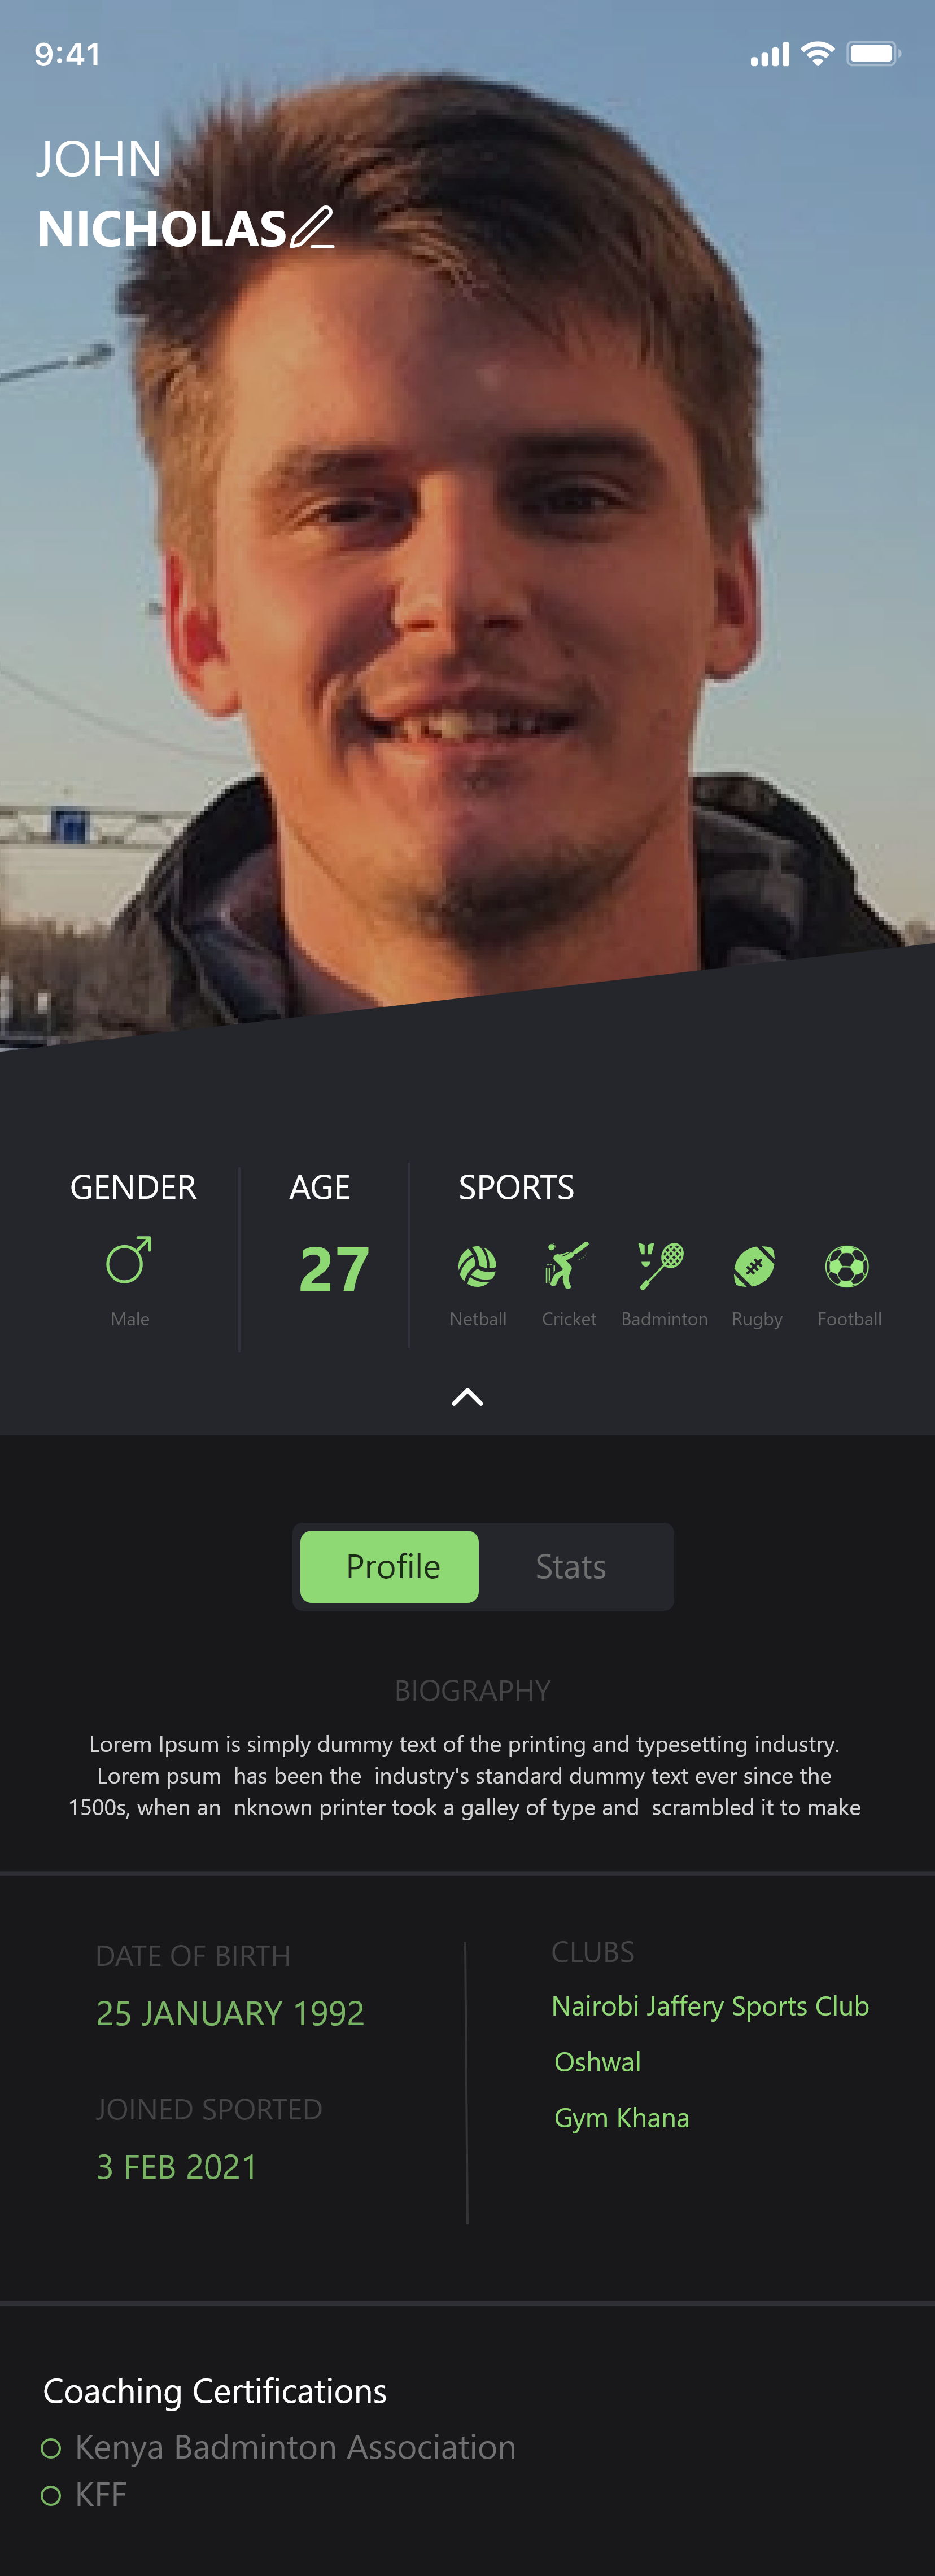 9:41
JOHN
NICHOLAS
GENDER
AGE
SPORTS
27
Male
Netball Cricket Badminton Rugby Football
Profile Stats
BIOGRAPHY
Lorem Ipsum is simply dummy text of the printing and typesetting industry.
Lorem psum has been the industry's standard dummy text ever since the
1500s, when an nknown printer took a galley of type and scrambled it to make
DATE OF BIRTH
25 JANUARY 1992
JOINED SPORTED
3 FEB 2021
CLUBS
Nairobi Jaffery Sports Club
Oshwal
Gym Khana
Coaching Certifications
Kenya Badminton Association
KFF